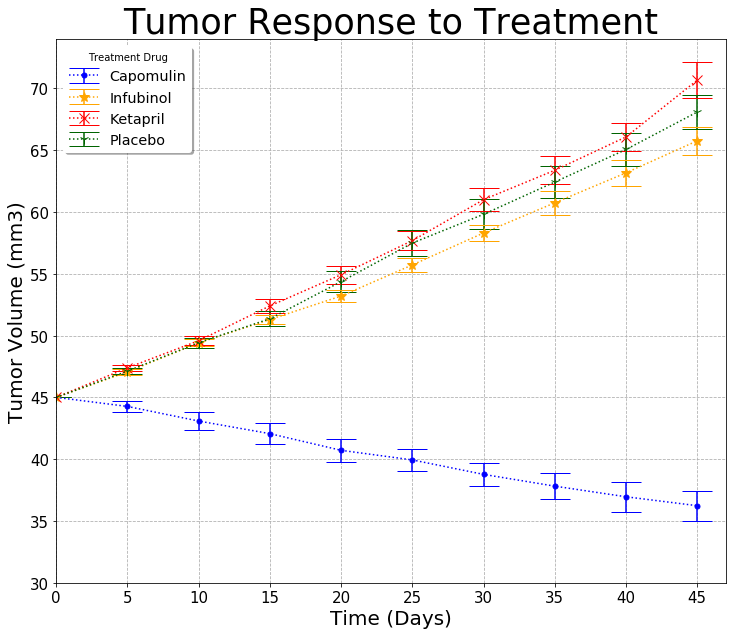 Tumor Response to Treatment
Treatment Drug
Capomulin
Infubinol
Ketapril
Placebo
Tumor Volume (mm3)
70
65
60
55
50
45
40
35
30
0 5 10 15 20 25 30 35 40 45
Time (Days)